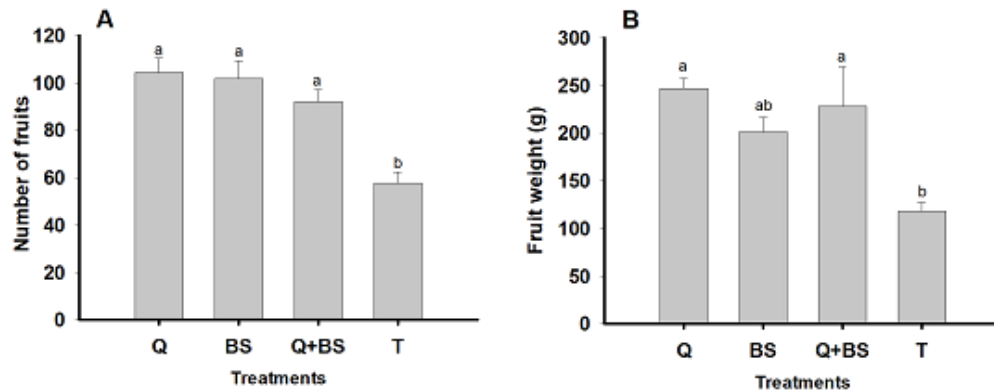 A
Number of fruits
120
100
80
60
40
20
0
a
a
a
b
Q BS Q+BS T
Treatments
B
Fruit weight (g)
300
250
200
150
100
50
0
a
ab
a
b
Q BS Q+BS T
Treatments